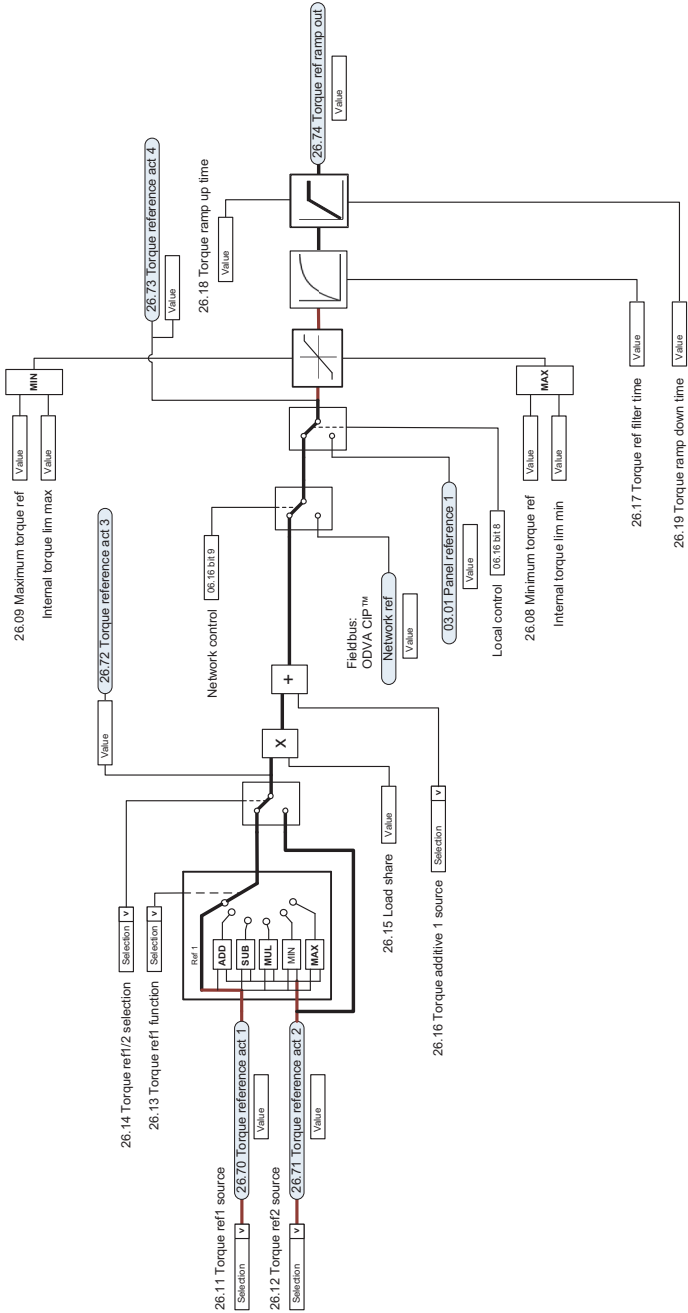 26.11 Torque ref1 source
Selection v
26.70 Torque reference act 1
Value
26.12 Torque ref2 source
Selection v
26.71 Torque reference act 2
Value
26.14 Torque ref1/2 selection
Selection v
26.13 Torque ref1 function
Selection v
Ref 1
ADD
SUB
MUL
MIN
MAX
26.72 Torque reference act 3
Value
26.15 Load share
Value
X
+
26.16 Torque additive 1 source
Selection v
Network control
06.16 bit 9
Fieldbus:
ODVA CIP™
Network ref
Value
03.01 Panel reference 1
Value
Local control
06.16 bit 8
26.73 Torque reference act 4
Value
26.09 Maximum torque ref
Value
Internal torque lim max
Value
MIN
26.08 Minimum torque ref
Value
Internal torque lim min
Value
MAX
26.18 Torque ramp up time
Value
26.17 Torque ref filter time
Value
26.19 Torque ramp down time
Value
26.74 Torque ref ramp out
Value